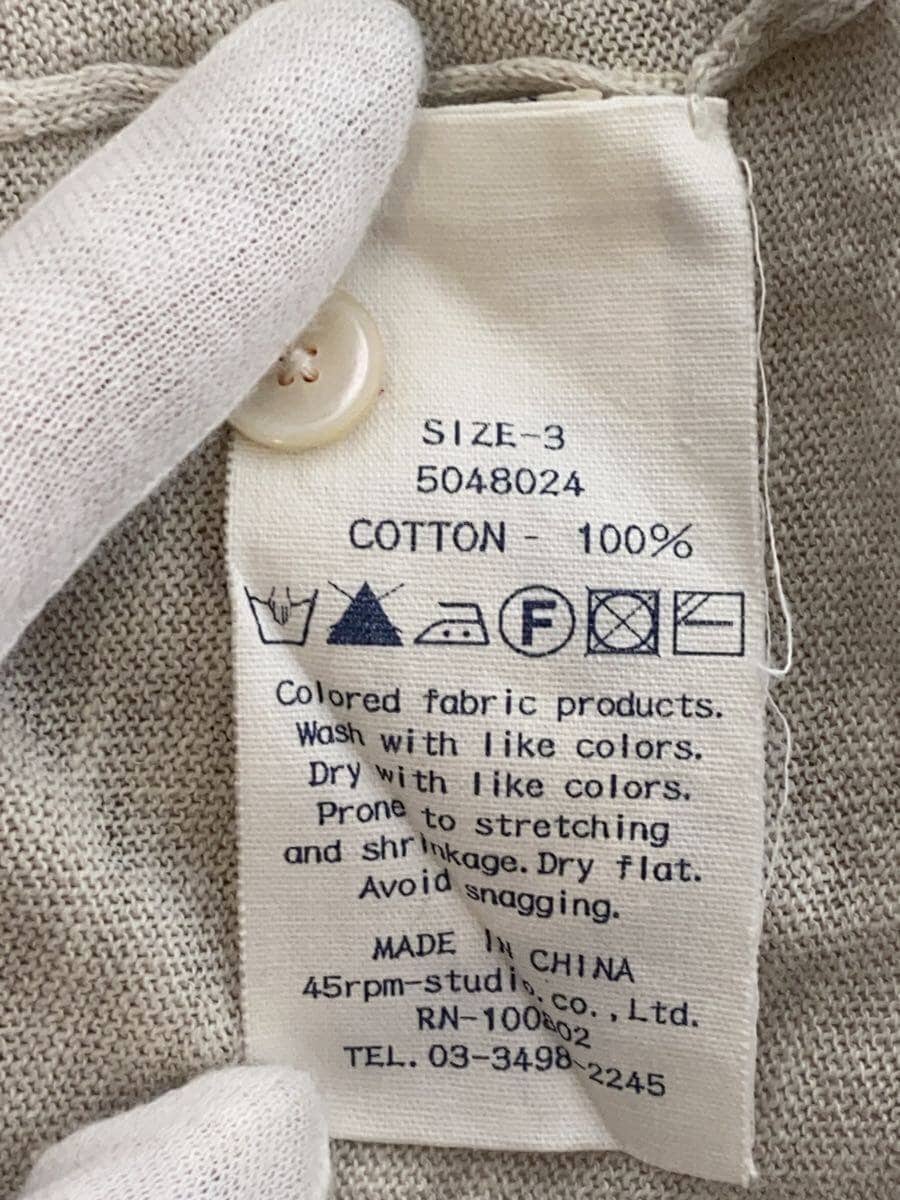 SIZE-3
5048024
COTTON - 100%
F
Colored fabric products.
Wash with like colors.
Dry with like colors.
Prone to stretching
and shrinkage. Dry flat.
Avoid snagging.
MADE IN CHINA
45rpm-studio.co.,Ltd.
RN-100802
TEL. 03-3498-2245